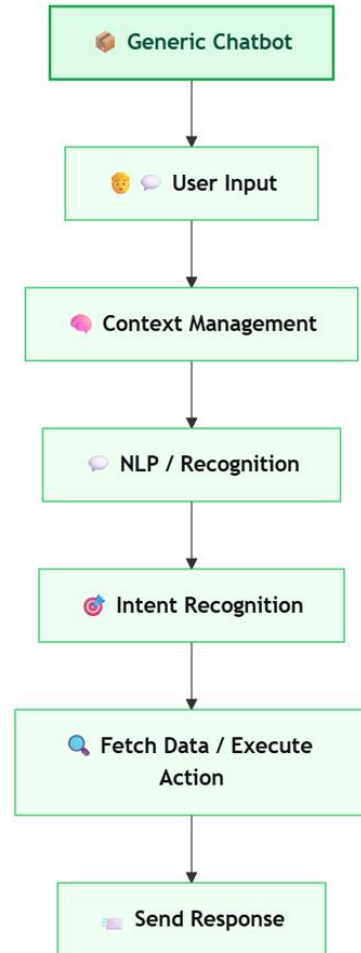 📦 Generic Chatbot
🧑 💬 User Input
🧠 Context Management
💬 NLP / Recognition
🎯 Intent Recognition
🔍 Fetch Data / Execute
Action
📨 Send Response